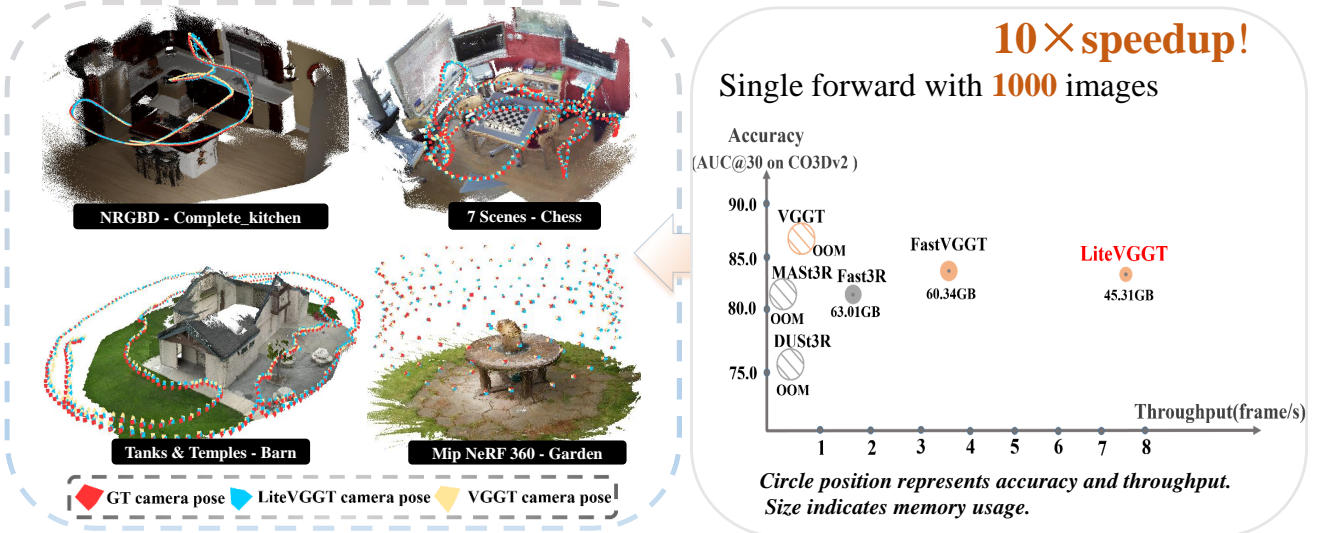 NRGBD - Complete_kitchen
7 Scenes - Chess
Tanks & Temples - Barn
Mip NeRF 360 - Garden
GT camera pose
LiteVGGT camera pose
VGGT camera pose
10×speedup!
Single forward with 1000 images
Accuracy
(AUC@30 on CO3Dv2 )
90.0
85.0
80.0
75.0
VGGT
OOM
MASt3R
OOM
Fast3R
63.01GB
DUSt3R
OOM
FastVGGT
60.34GB
LiteVGGT
45.31GB
Throughput(frame/s)
1 2 3 4 5 6 7 8
Circle position represents accuracy and throughput.
Size indicates memory usage.